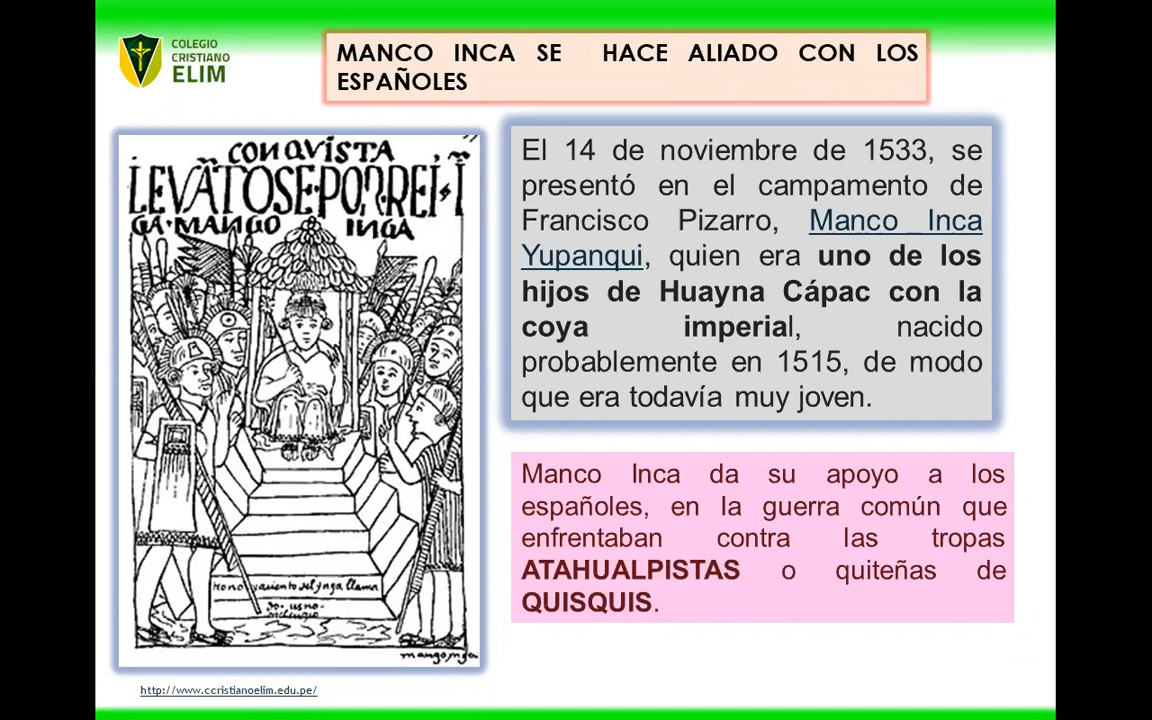 COLEGIO
CRISTIANO
ELIM
MANCO INCA SE HACE ALIADO CON LOS
ESPAÑOLES
CONQVISTA
LEVÃTOSE·POR·REI·Ĩ
GA·MANGO INGA
mango ynga
El 14 de noviembre de 1533, se
presentó en el campamento de
Francisco Pizarro, Manco Inca
Yupanqui, quien era uno de los
hijos de Huayna Cápac con la
coya imperial, nacido
probablemente en 1515, de modo
que era todavía muy joven.
Manco Inca da su apoyo a los
españoles, en la guerra común que
enfrentaban contra las tropas
ATAHUALPISTAS o quiteñas de
QUISQUIS.
http://www.ccristianoelim.edu.pe/